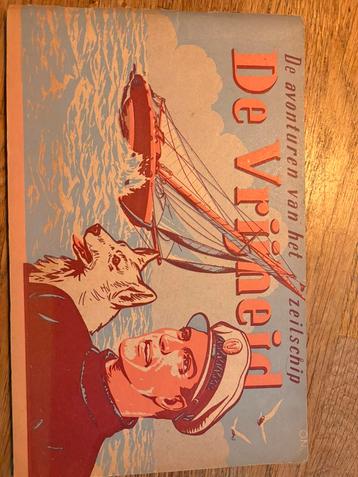 De avonturen van het zeilschip
De Vrijheid